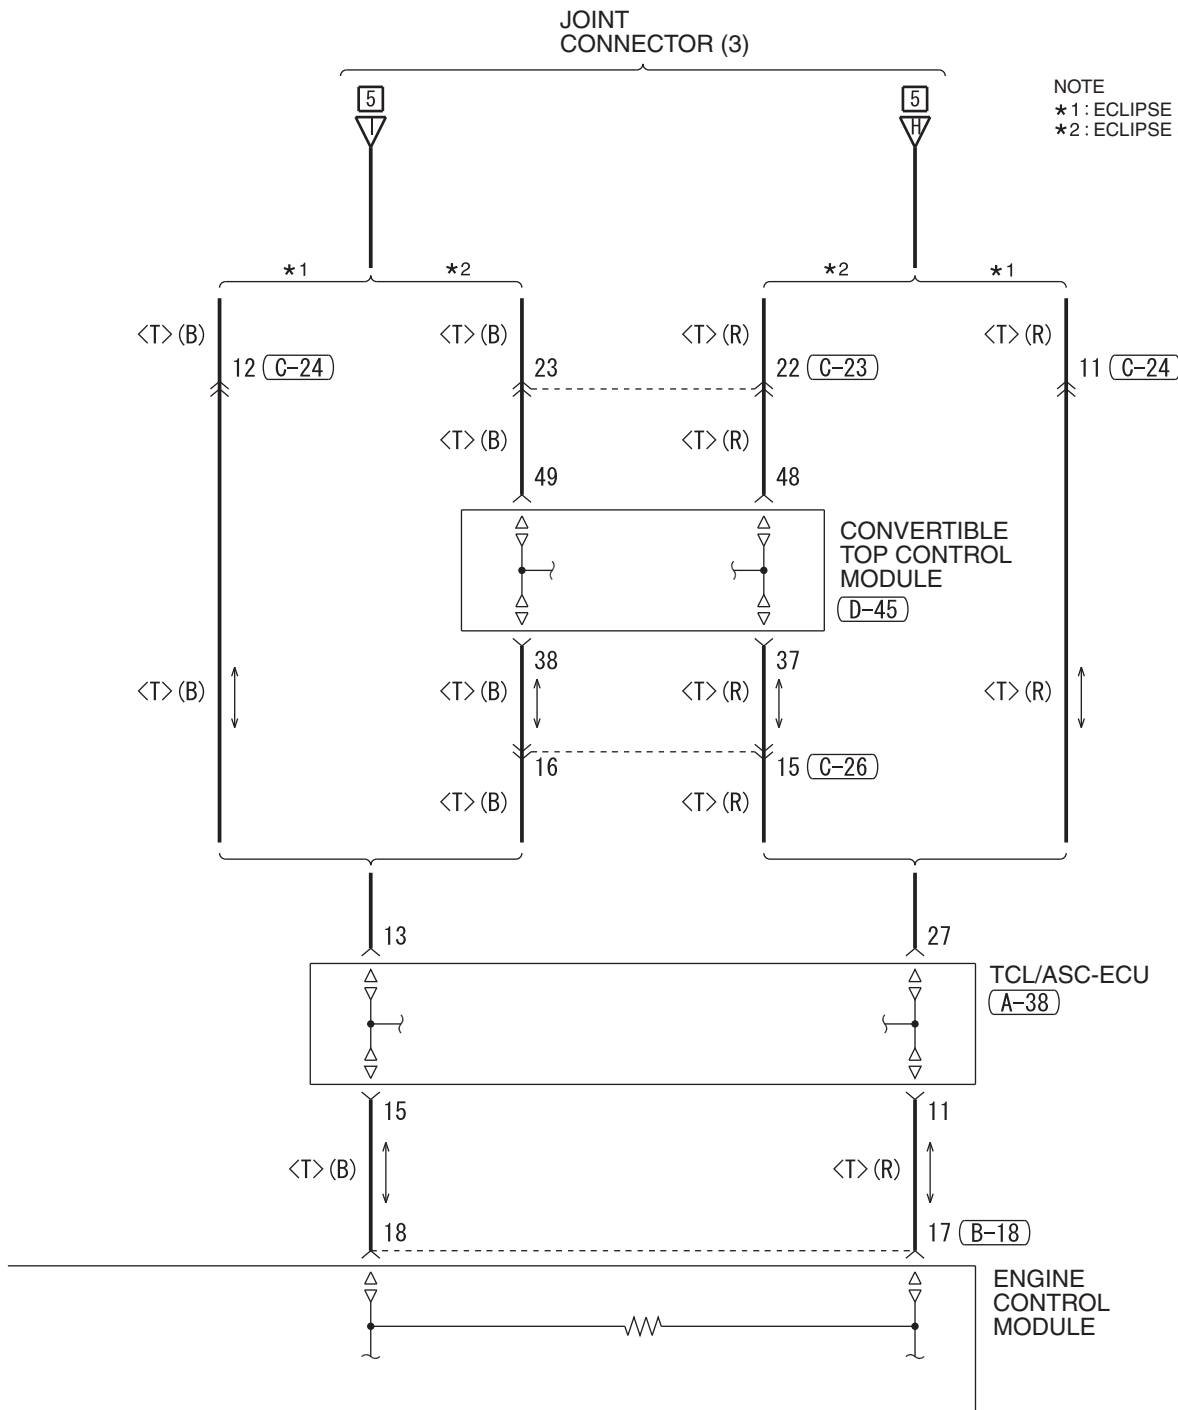 JOINT
CONNECTOR (3)
NOTE
*1: ECLIPSE
*2: ECLIPSE
5 5
I H
*1 *2 *2 *1
<T>(B) <T>(B) <T>(R) <T>(R)
12 C-24 23 22 C-23 11 C-24
<T>(B) <T>(R)
49 48
CONVERTIBLE
TOP CONTROL
MODULE
D-45
38 37
<T>(B) <T>(B) <T>(R) <T>(R)
16 15 C-26
<T>(B) <T>(R)
13 27
TCL/ASC-ECU
A-38
15 11
<T>(B) <T>(R)
18 17 B-18
ENGINE
CONTROL
MODULE